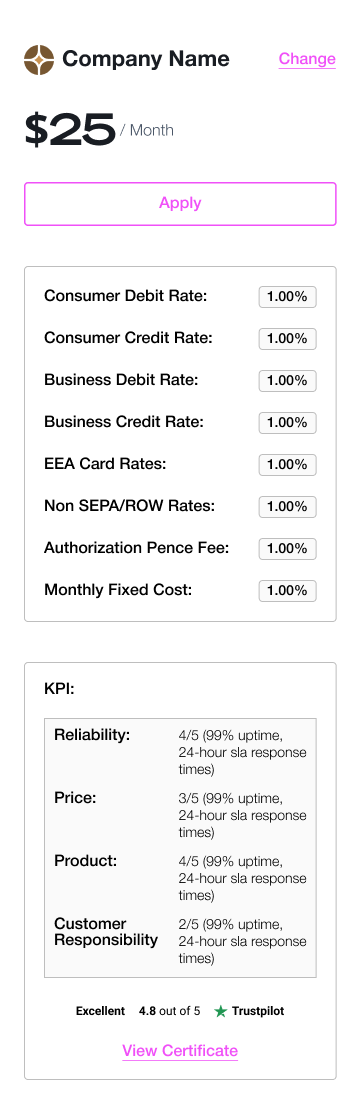 Company Name
Change
$25 / Month
Apply
Consumer Debit Rate: 1.00%
Consumer Credit Rate: 1.00%
Business Debit Rate: 1.00%
Business Credit Rate: 1.00%
EEA Card Rates: 1.00%
Non SEPA/ROW Rates: 1.00%
Authorization Pence Fee: 1.00%
Monthly Fixed Cost: 1.00%
KPI:
Reliability: 4/5 (99% uptime,
24-hour sla response
times)
Price: 3/5 (99% uptime,
24-hour sla response
times)
Product: 4/5 (99% uptime,
24-hour sla response
times)
Customer 2/5 (99% uptime,
Responsibility 24-hour sla response
times)
Excellent 4.8 out of 5 Trustpilot
View Certificate